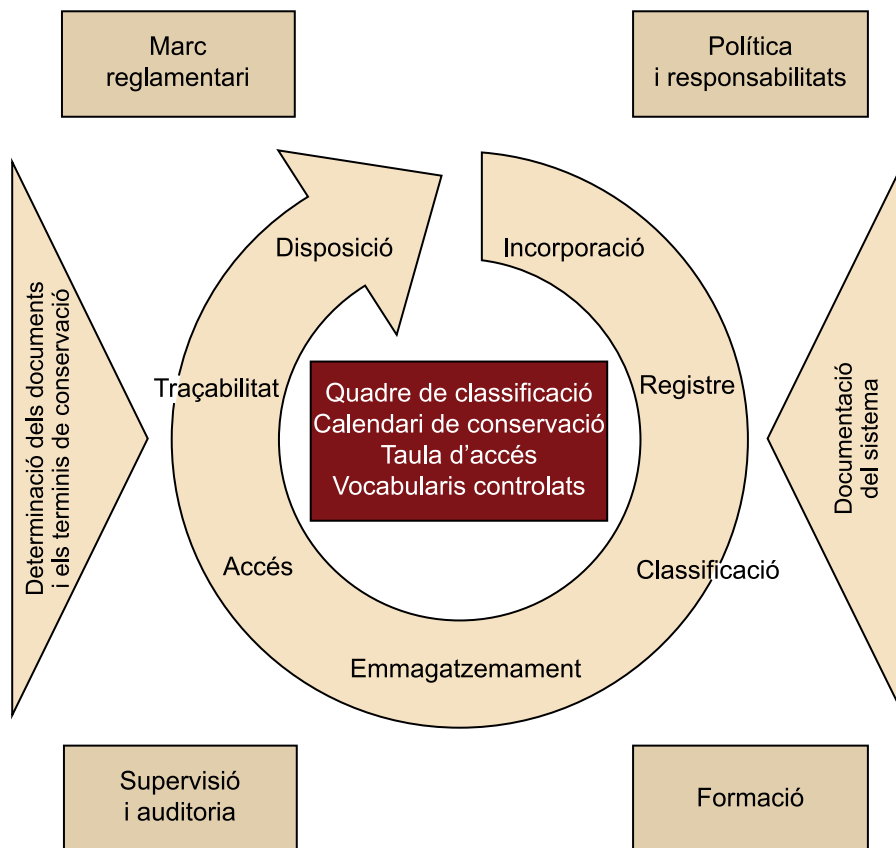 Marc
reglamentari
Política
i responsabilitats
Disposició
Incorporació
Traçabilitat
Registre
Quadre de classificació
Calendari de conservació
Taula d'accés
Vocabularis controlats
Determinació dels documents
i els terminis de conservació
Documentació
del sistema
Accés
Classificació
Emmagatzemament
Supervisió
i auditoria
Formació